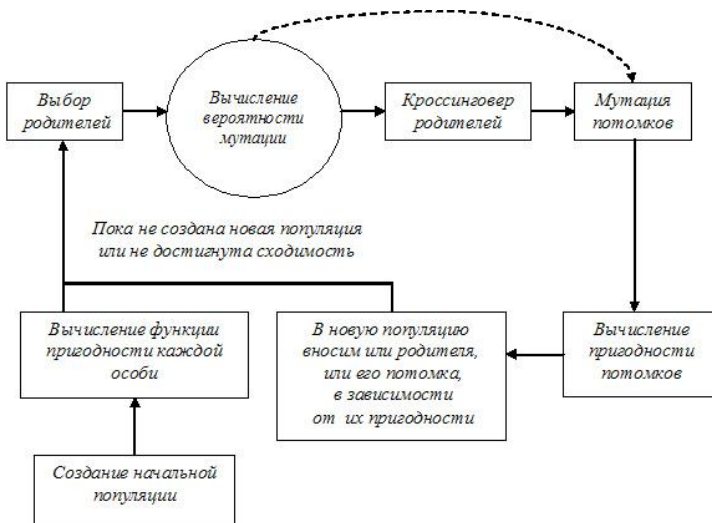 Выбор
родителей
Вычисление
вероятности
мутации
Кроссинговер
родителей
Мутация
потомков
Пока не создана новая популяция
или не достигнута сходимость
Вычисление функции
пригодности каждой
особи
В новую популяцию
вносим или родителя,
или его потомка,
в зависимости
от их пригодности
Вычисление
пригодности
потомков
Создание начальной
популяции